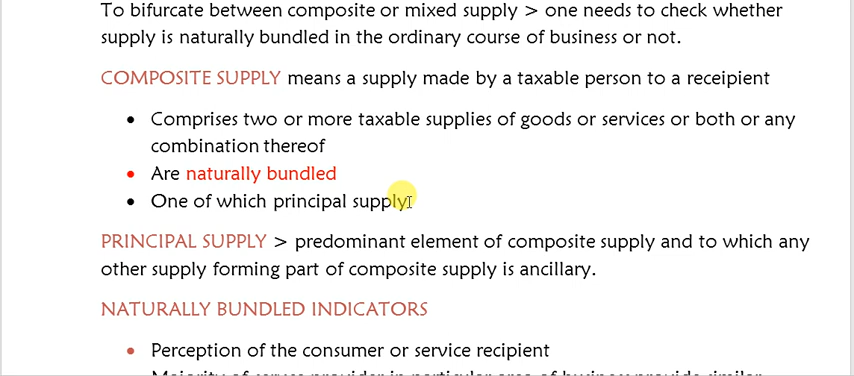 To bifurcate between composite or mixed supply > one needs to check whether
supply is naturally bundled in the ordinary course of business or not.
COMPOSITE SUPPLY means a supply made by a taxable person to a receipient
• Comprises two or more taxable supplies of goods or services or both or any
combination thereof
• Are naturally bundled
• One of which principal supply
PRINCIPAL SUPPLY > predominant element of composite supply and to which any
other supply forming part of composite supply is ancillary.
NATURALLY BUNDLED INDICATORS
• Perception of the consumer or service recipient